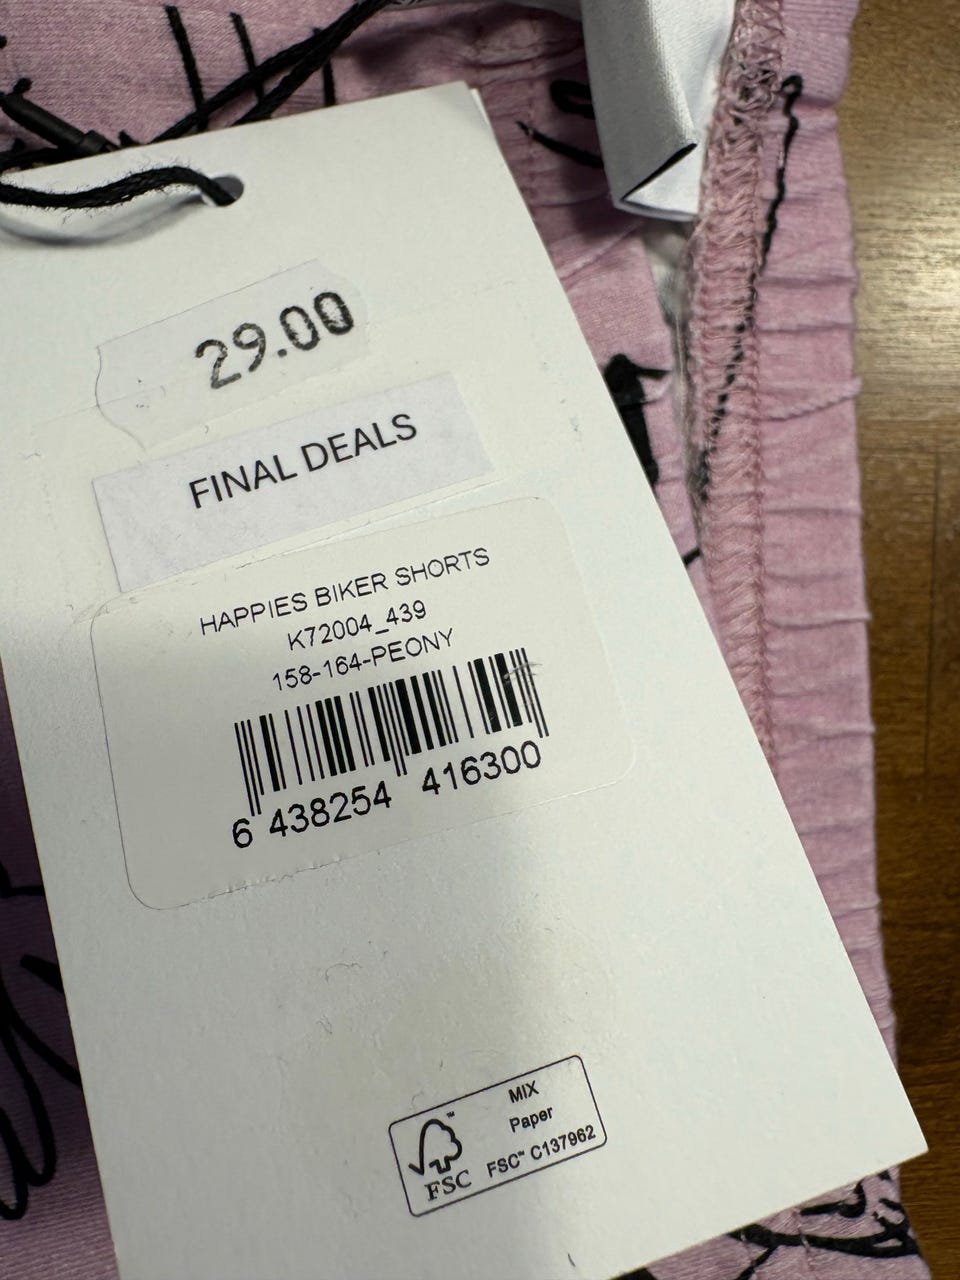 29.00
FINAL DEALS
HAPPIES BIKER SHORTS
K72004_439
158-164-PEONY
6 438254 416300
MIX
Paper
FSC™ C137962
™
FSC